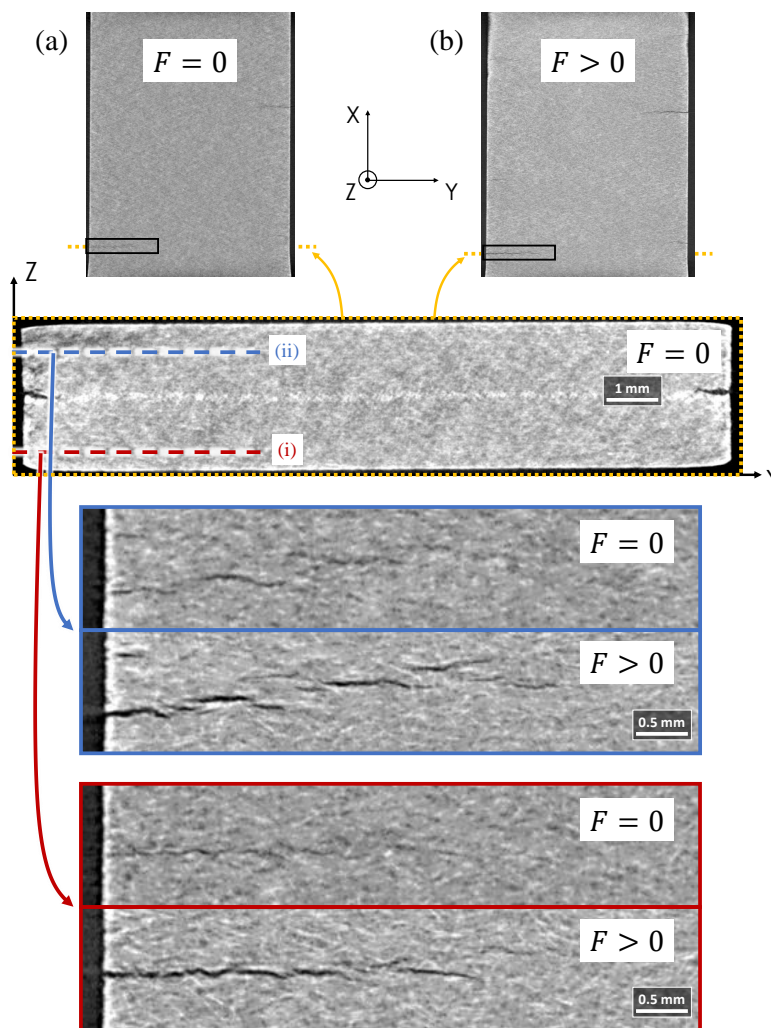 (a)
F = 0
(b)
F > 0
X
Z
Y
Z
(ii)
F = 0
1 mm
(i)
Y
F = 0
F > 0
0.5 mm
F = 0
F > 0
0.5 mm